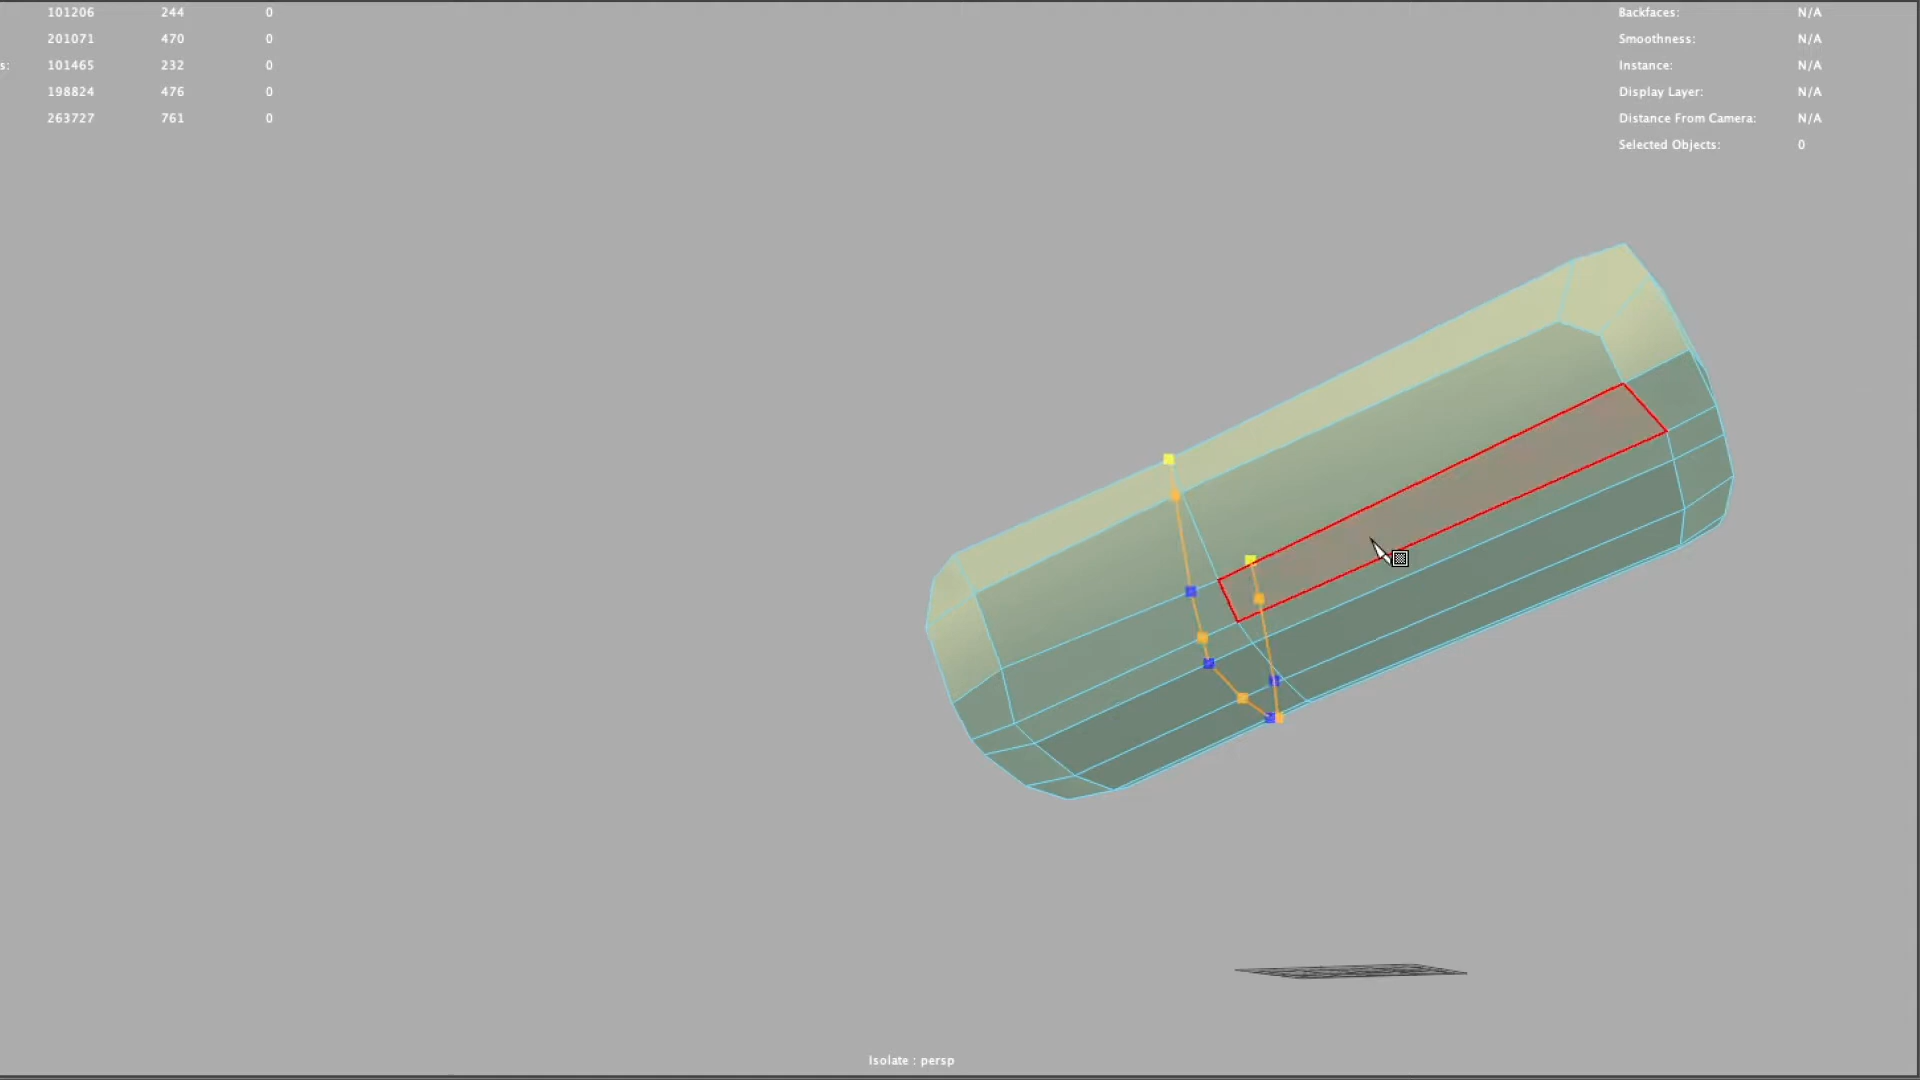 101206 244 0
201071 470 0
s: 101465 232 0
198824 476 0
263727 761 0
Backfaces: N/A
Smoothness: N/A
Instance: N/A
Display Layer: N/A
Distance From Camera: N/A
Selected Objects: 0
Isolate : persp